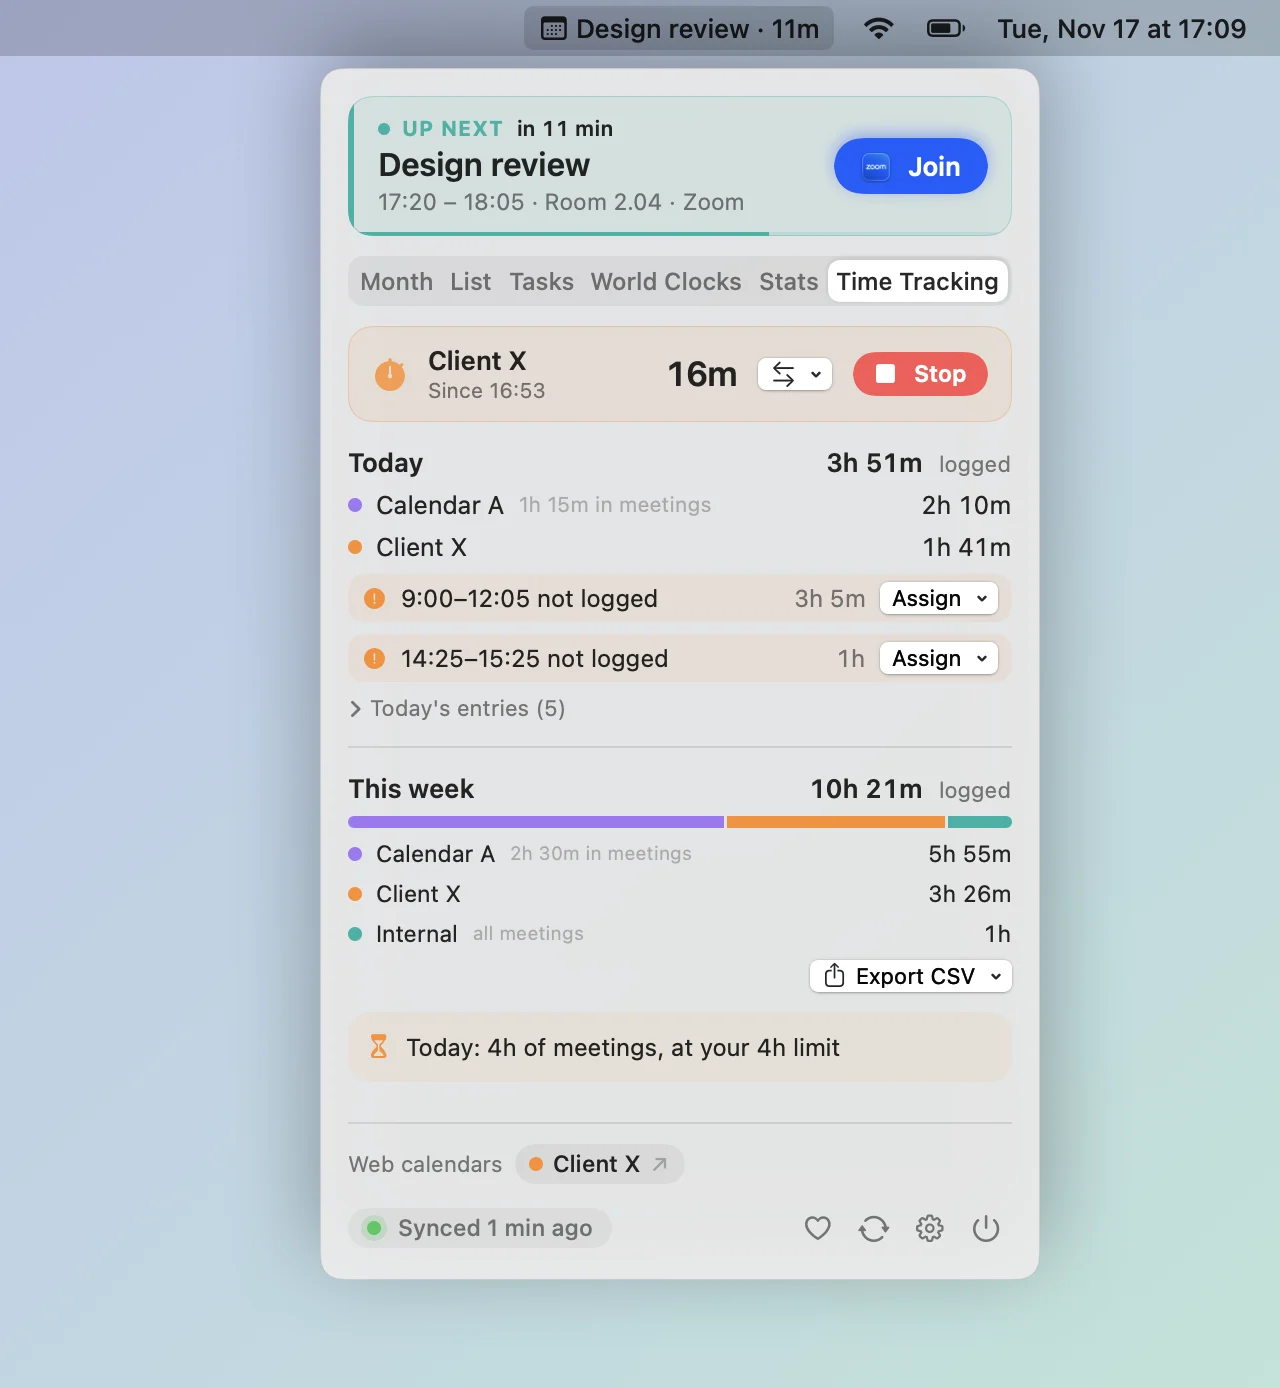 Design review · 11m
Tue, Nov 17 at 17:09
UP NEXT in 11 min
Design review
17:20 – 18:05 · Room 2.04 · Zoom
zoom
Join
Month List Tasks World Clocks Stats Time Tracking
Client X
Since 16:53
16m
Stop
Today 3h 51m logged
Calendar A 1h 15m in meetings 2h 10m
Client X 1h 41m
9:00–12:05 not logged 3h 5m Assign
14:25–15:25 not logged 1h Assign
Today's entries (5)
This week 10h 21m logged
Calendar A 2h 30m in meetings 5h 55m
Client X 3h 26m
Internal all meetings 1h
Export CSV
Today: 4h of meetings, at your 4h limit
Web calendars Client X
Synced 1 min ago